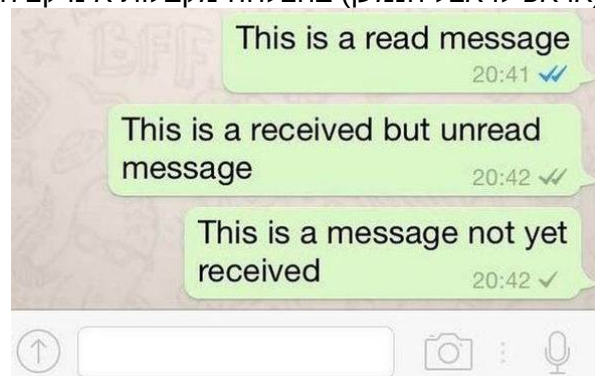 This is a read message
20:41
This is a received but unread
message
20:42
This is a message not yet
received
20:42